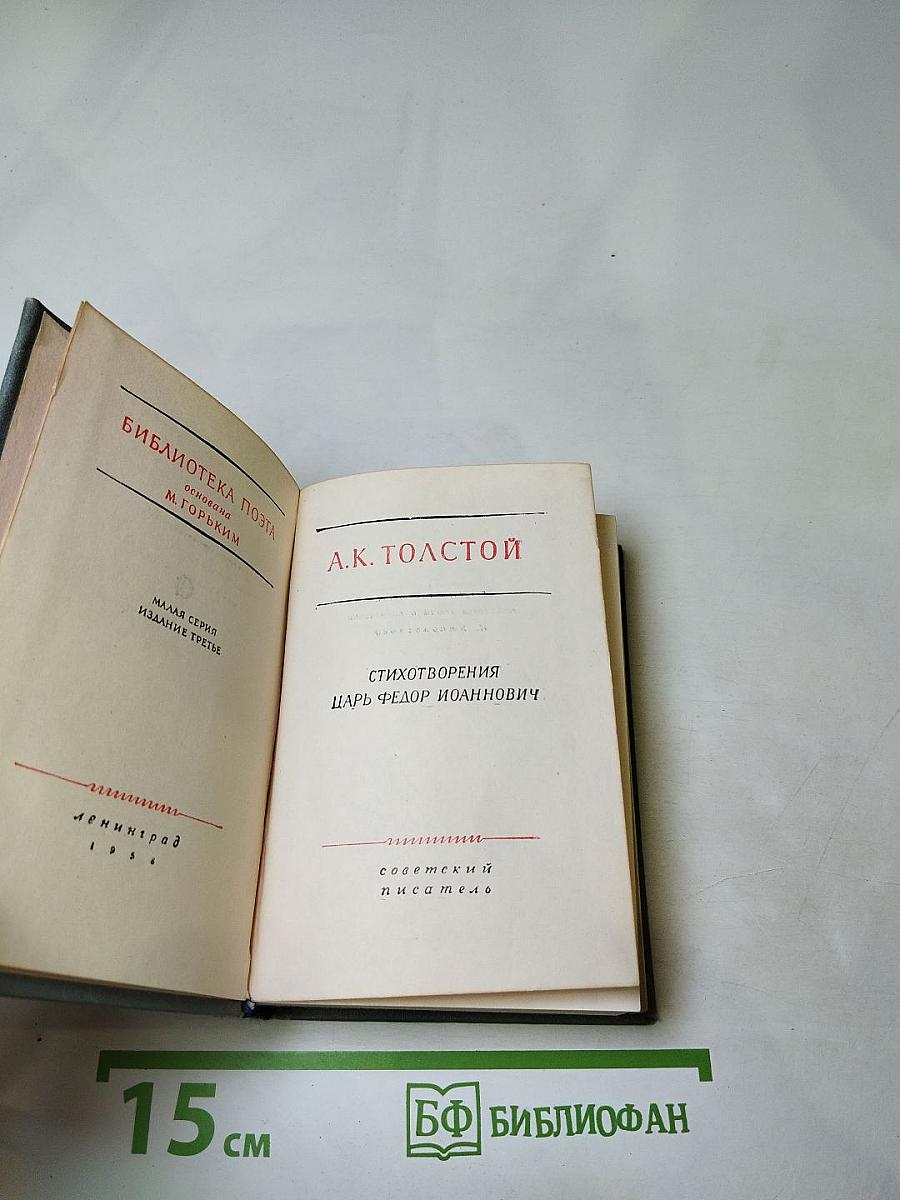 БИБЛИОТЕКА ПОЭТА
основана
М. ГОРЬКИМ
МАЛАЯ СЕРИЯ
ИЗДАНИЕ ТРЕТЬЕ
ленинград
1956
А.К. ТОЛСТОЙ
СТИХОТВОРЕНИЯ
ЦАРЬ ФЕДОР ИОАННОВИЧ
советский
писатель
15 см
БФ БИБЛИОФАН